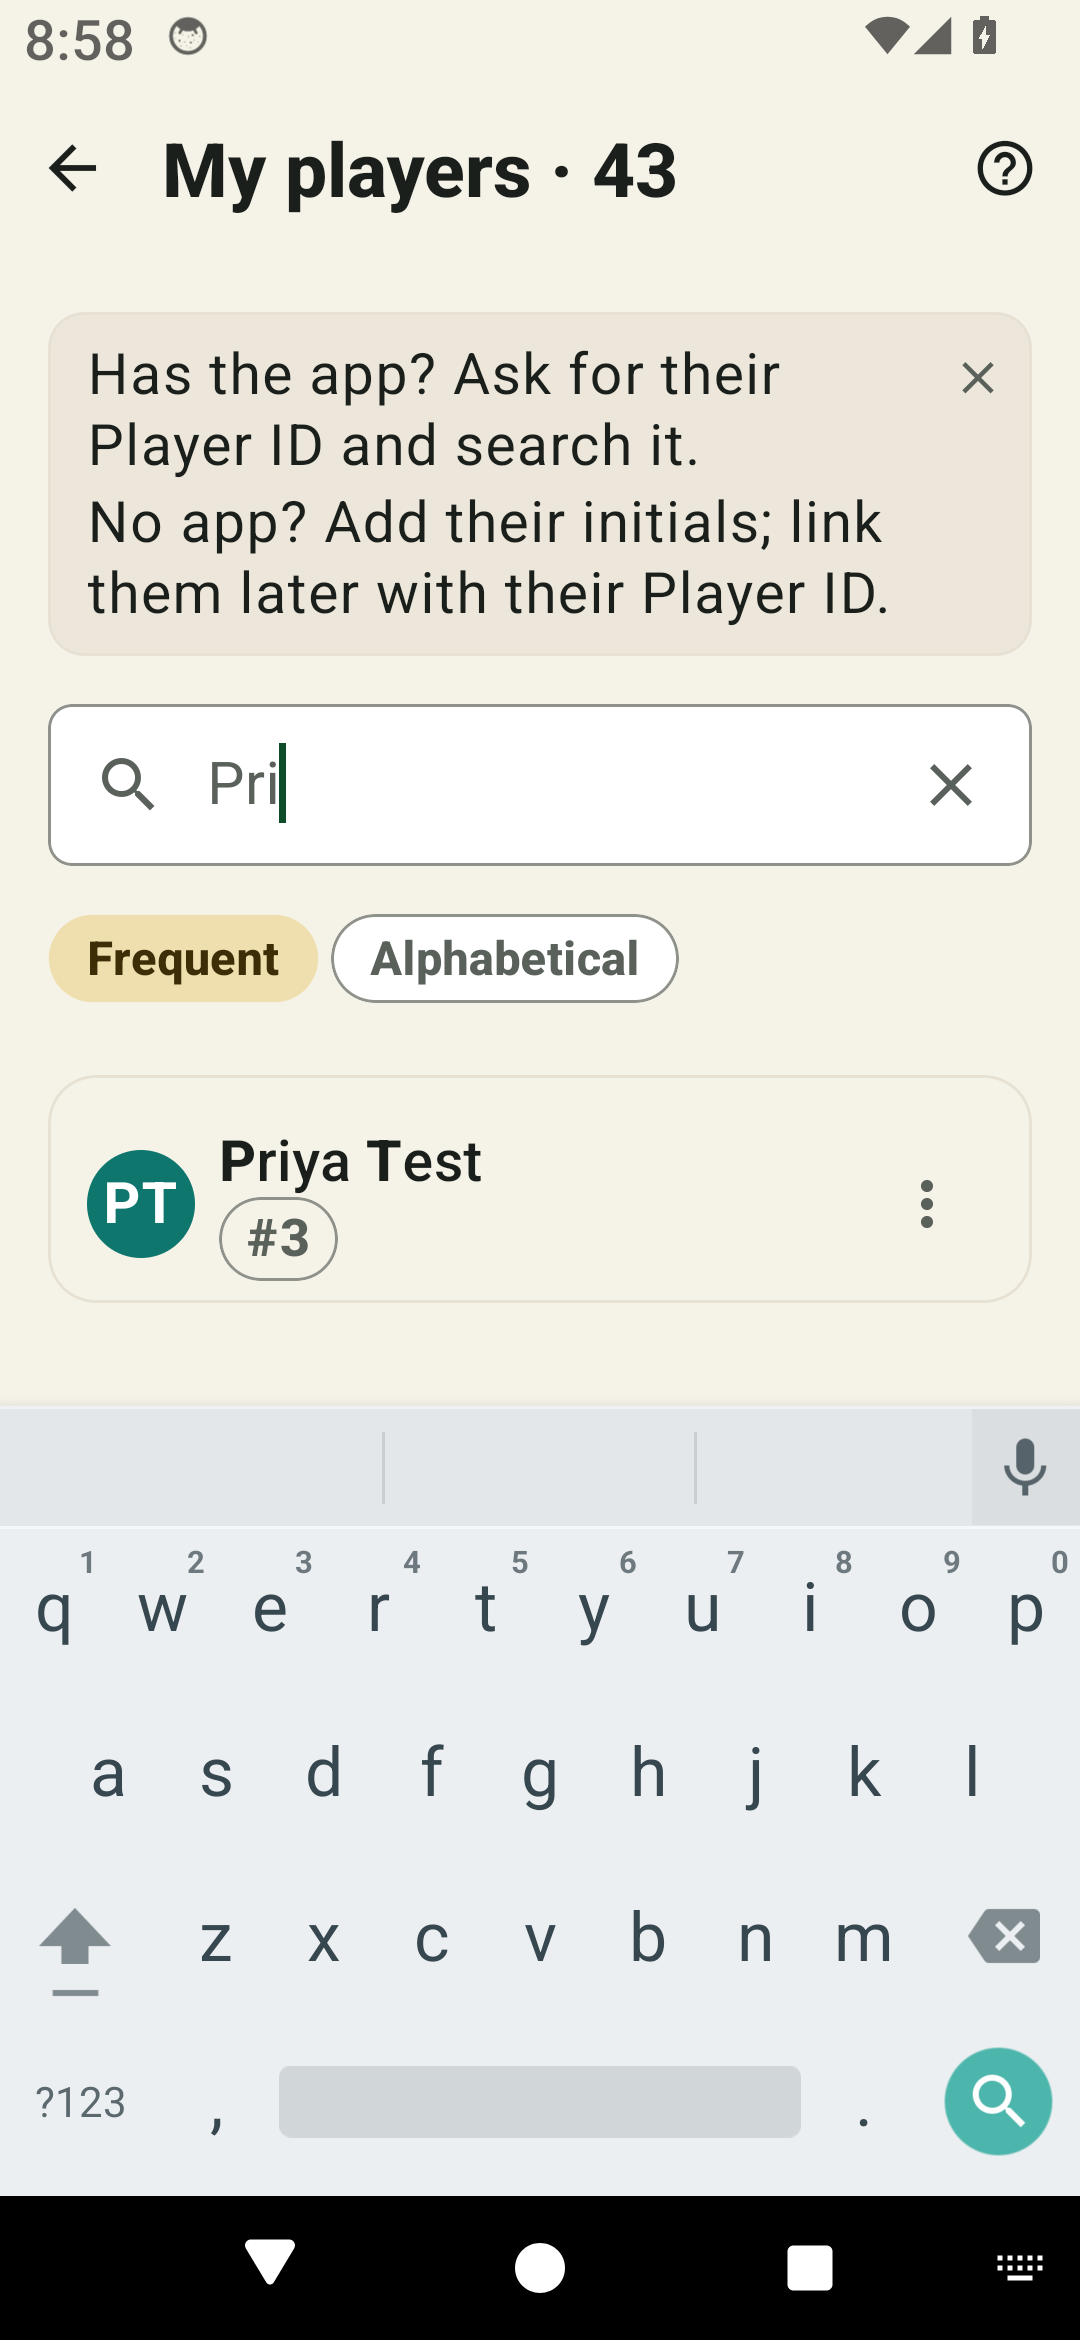 8:58
My players · 43
Has the app? Ask for their
Player ID and search it.
No app? Add their initials; link
them later with their Player ID.
Pri
Frequent Alphabetical
PT
Priya Test
#3
1 2 3 4 5 6 7 8 9 0
q w e r t y u i o p
a s d f g h j k l
z x c v b n m
?123 , .